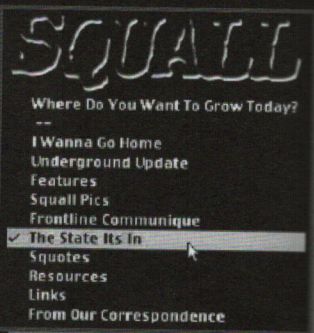 SQUALL
Where Do You Want To Grow Today?
--
I Wanna Go Home
Underground Update
Features
Squall Pics
Frontline Communique
✓ The State Its In
Squotes
Resources
Links
From Our Correspondence